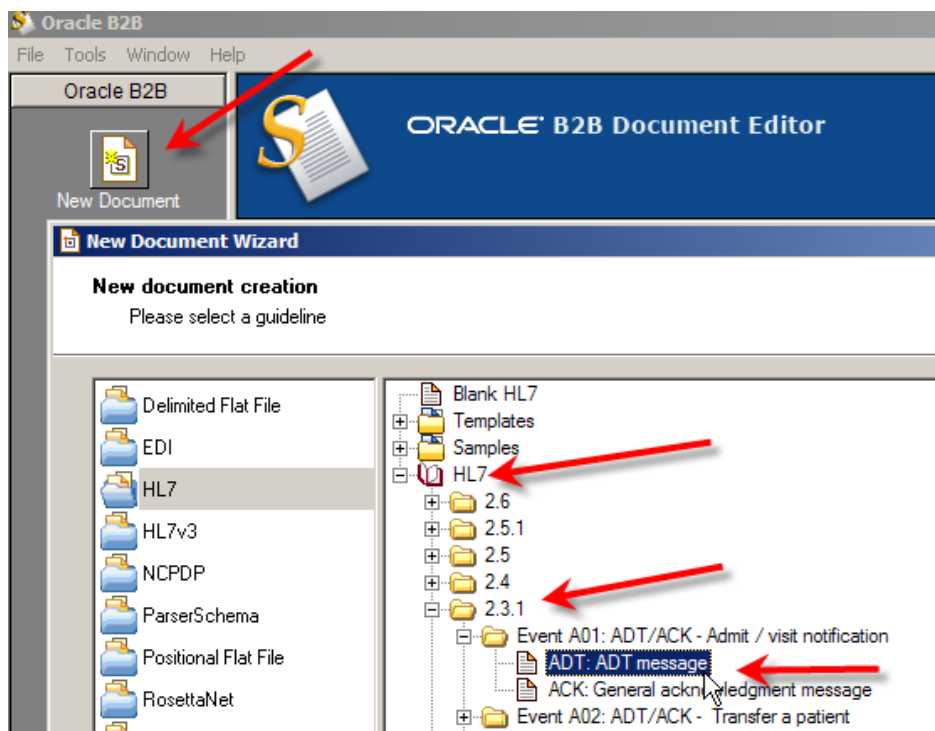 Oracle B2B
File Tools Window Help
Oracle B2B
ORACLE B2B Document Editor
New Document
New Document Wizard
New document creation
Please select a guideline
Delimited Flat File
EDI
HL7
HL7v3
NCPDP
ParserSchema
Positional Flat File
RosettaNet
Blank HL7
Templates
Samples
HL7
2.6
2.5.1
2.5
2.4
2.3.1
Event A01: ADT/ACK - Admit / visit notification
ADT: ADT message
ACK: General acknowledgment message
Event A02: ADT/ACK - Transfer a patient